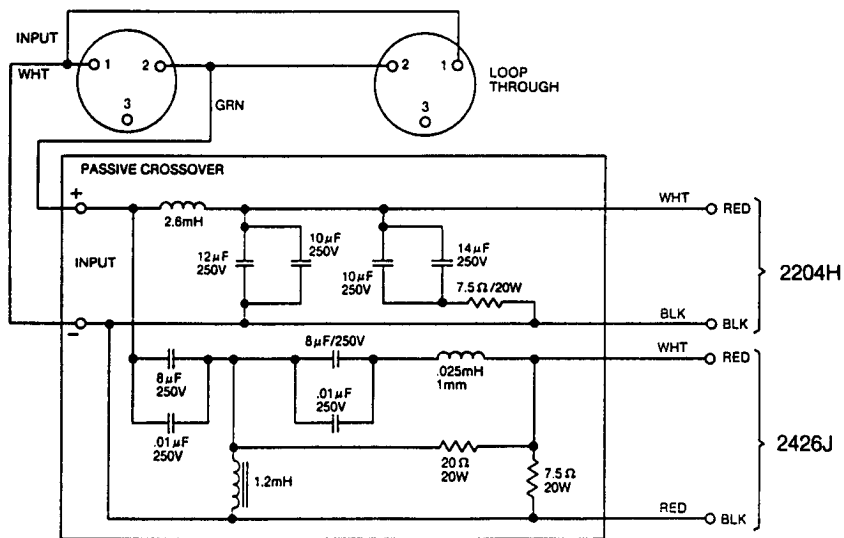 INPUT
WHT
1
2
3
GRN
2
1
3
LOOP
THROUGH
PASSIVE CROSSOVER
+
2.6mH
WHT
RED
INPUT
12µF
250V
10µF
250V
10µF
250V
14µF
250V
7.5Ω/20W
2204H
–
BLK
BLK
8µF
250V
.01µF
250V
8µF/250V
.01µF
250V
.025mH
1mm
WHT
RED
1.2mH
20Ω
20W
7.5Ω
20W
2426J
RED
BLK